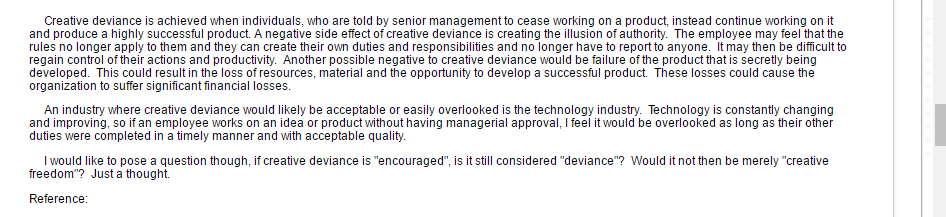 Creative deviance is achieved when individuals, who are told by senior management to cease working on a product, instead continue working on it
and produce a highly successful product. A negative side effect of creative deviance is creating the illusion of authority. The employee may feel that the
rules no longer apply to them and they can create their own duties and responsibilities and no longer have to report to anyone. It may then be difficult to
regain control of their actions and productivity. Another possible negative to creative deviance would be failure of the product that is secretly being
developed. This could result in the loss of resources, material and the opportunity to develop a successful product. These losses could cause the
organization to suffer significant financial losses.
An industry where creative deviance would likely be acceptable or easily overlooked is the technology industry. Technology is constantly changing
and improving, so if an employee works on an idea or product without having managerial approval, I feel it would be overlooked as long as their other
duties were completed in a timely manner and with acceptable quality.
I would like to pose a question though, if creative deviance is "encouraged", is it still considered "deviance"? Would it not then be merely "creative
freedom"? Just a thought.
Reference: